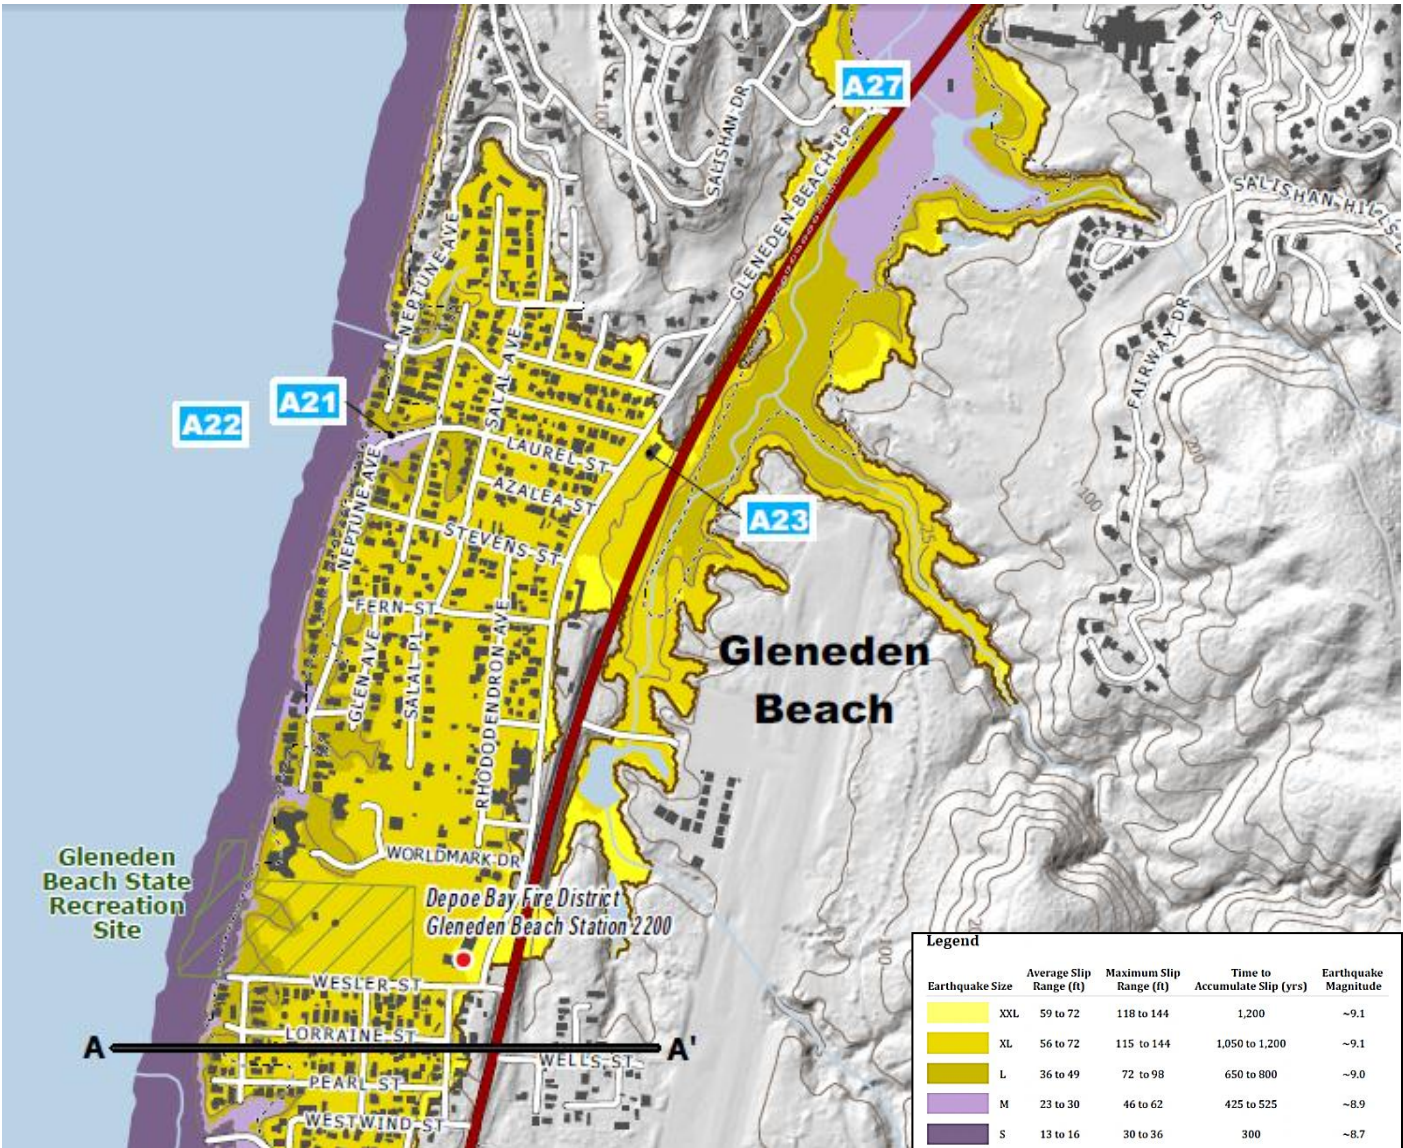 A27
SALISHAN DR
GLENEDEN BEACH LP
SALISHAN HILLS
NEPTUNE AVE
SALAL AVE
FAIRWAY DR
A22
A21
LAUREL ST
AZALEA ST
A23
STEVENS ST
NEPTUNE AVE
FERN ST
GLEN AVE
SALAL PL
RHODODENDRON AVE
100
200
100
25
Gleneden
Beach
WORLDMARK DR
Gleneden
Beach State
Recreation
Site
Depoe Bay Fire District
Gleneden Beach Station 2200
WESLER ST
LORRAINE ST
A
A'
WELLS ST
PEARL ST
WESTWIND ST
100
Legend
Earthquake Size Average Slip Range (ft) Maximum Slip Range (ft) Time to Accumulate Slip (yrs) Earthquake Magnitude
XXL 59 to 72 118 to 144 1,200 ~9.1
XL 56 to 72 115 to 144 1,050 to 1,200 ~9.1
L 36 to 49 72 to 98 650 to 800 ~9.0
M 23 to 30 46 to 62 425 to 525 ~8.9
S 13 to 16 30 to 36 300 ~8.7